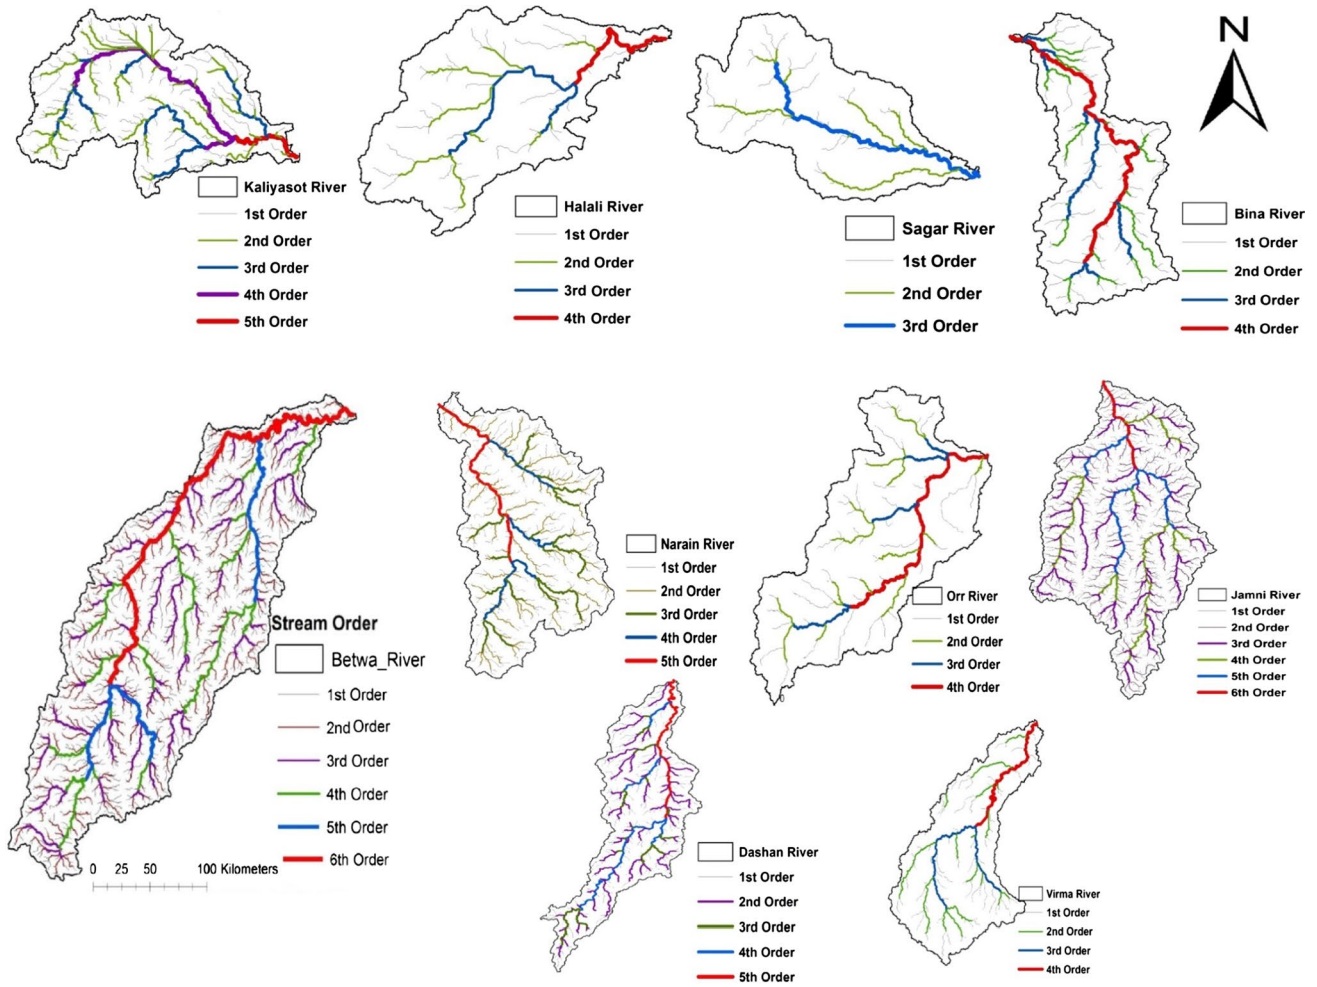 N
Kaliyasot River
1st Order
2nd Order
3rd Order
4th Order
5th Order
Halali River
1st Order
2nd Order
3rd Order
4th Order
Sagar River
1st Order
2nd Order
3rd Order
Bina River
1st Order
2nd Order
3rd Order
4th Order
Stream Order
Betwa_River
1st Order
2nd Order
3rd Order
4th Order
5th Order
6th Order
0 25 50 100 Kilometers
Narain River
1st Order
2nd Order
3rd Order
4th Order
5th Order
Orr River
1st Order
2nd Order
3rd Order
4th Order
Jamni River
1st Order
2nd Order
3rd Order
4th Order
5th Order
6th Order
Dashan River
1st Order
2nd Order
3rd Order
4th Order
5th Order
Virma River
1st Order
2nd Order
3rd Order
4th Order